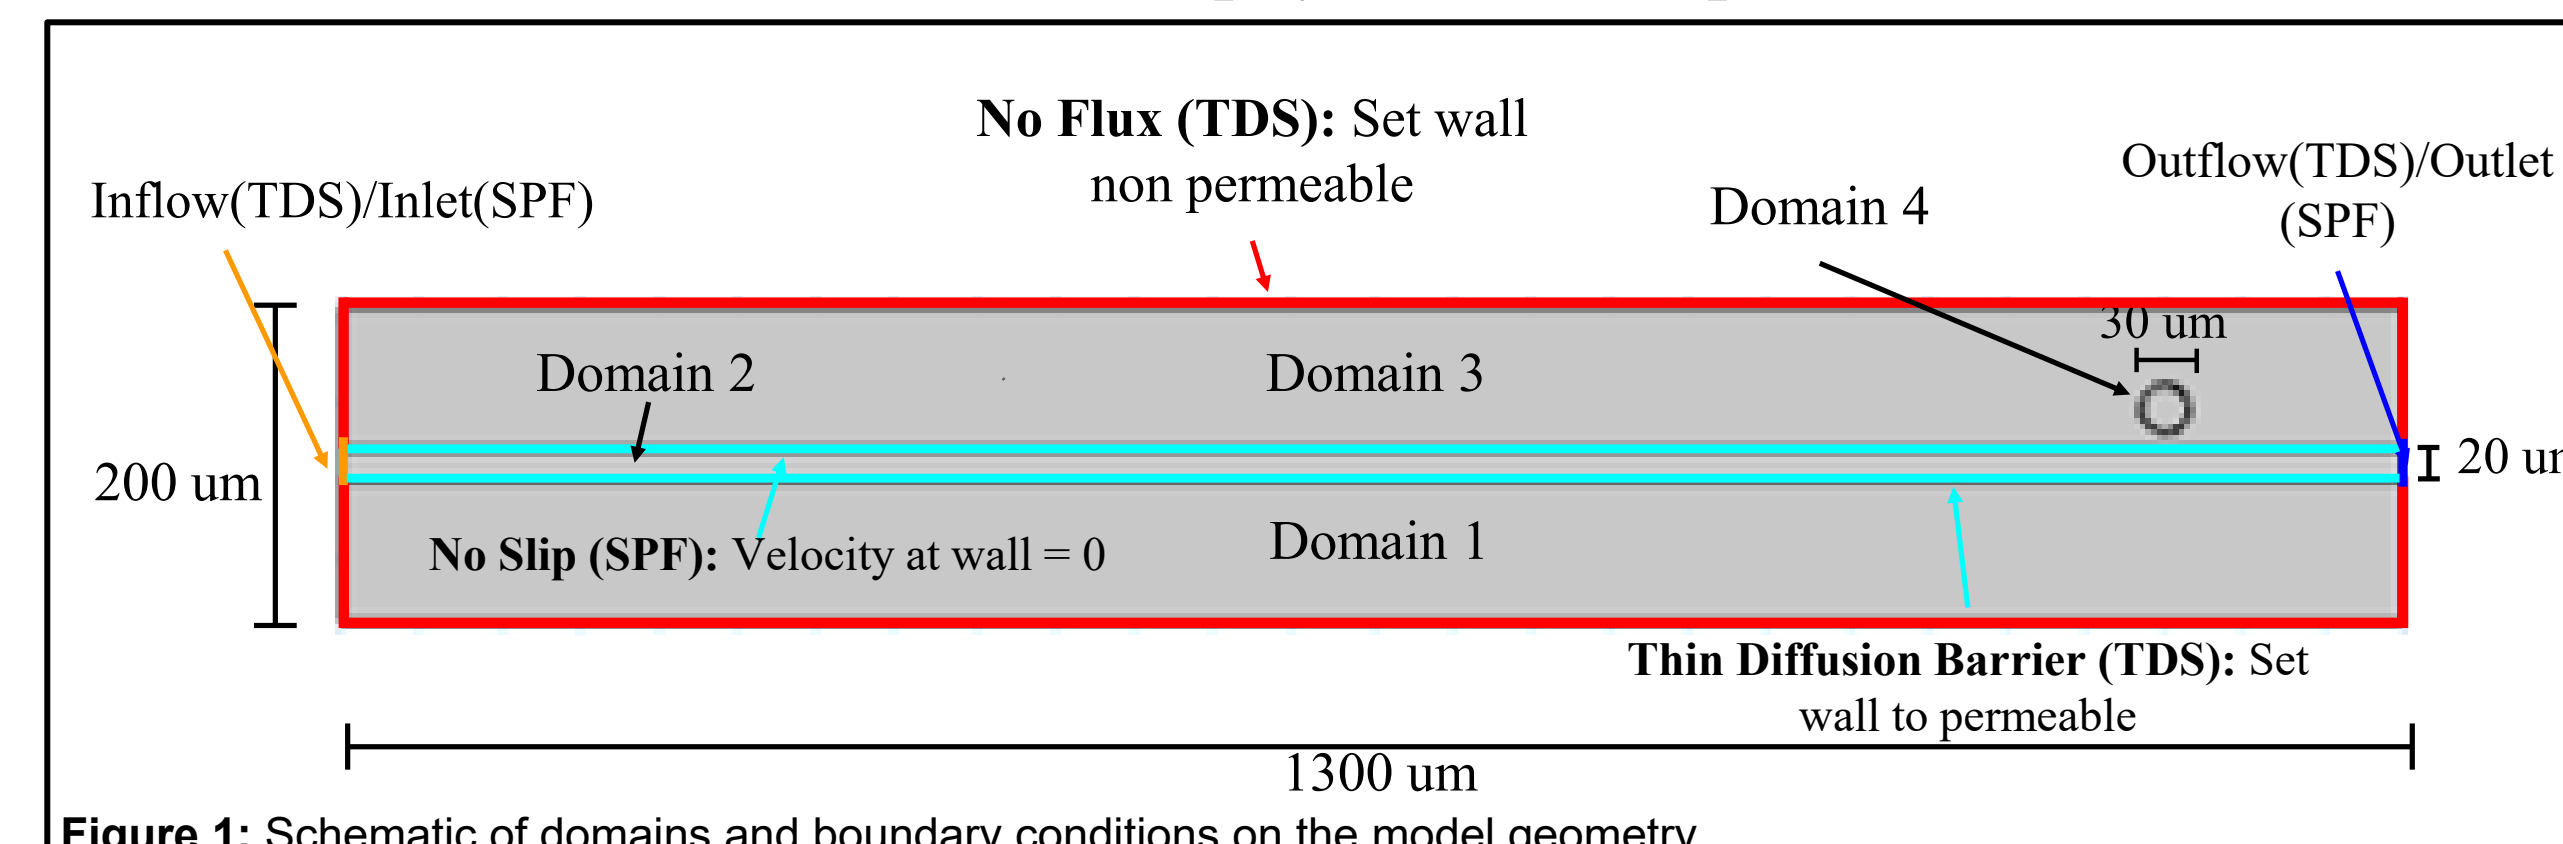 No Flux (TDS): Set wall
non permeable
Inflow(TDS)/Inlet(SPF)
Domain 4
Outflow(TDS)/Outlet
(SPF)
30 um
Domain 2
Domain 3
200 um
20
No Slip (SPF): Velocity at wall = 0
Domain 1
Thin Diffusion Barrier (TDS): Set
wall to permeable
1300 um
Figure 1: Schematic of domains and boundary conditions on the model geometry